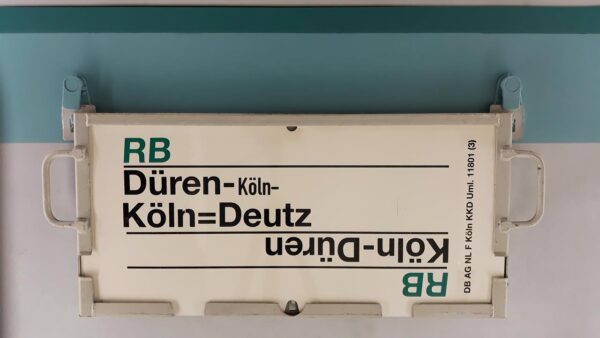 RB
Düren-Köln-
Köln=Deutz
Köln-Düren
RB
DB AG NL F Köln KKD Uml. 11801 (3)